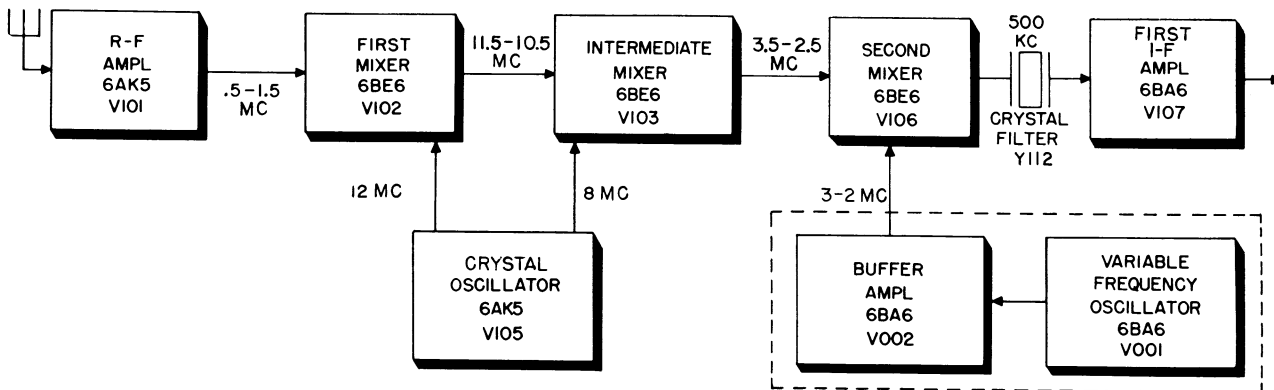 R-F
AMPL
6AK5
V101
.5-1.5
MC
FIRST
MIXER
6BE6
V102
11.5-10.5
MC
INTERMEDIATE
MIXER
6BE6
V103
3.5-2.5
MC
SECOND
MIXER
6BE6
V106
500
KC
CRYSTAL
FILTER
Y112
FIRST
I-F
AMPL
6BA6
V107
12 MC
8 MC
3-2 MC
CRYSTAL
OSCILLATOR
6AK5
V105
BUFFER
AMPL
6BA6
V002
VARIABLE
FREQUENCY
OSCILLATOR
6BA6
V001